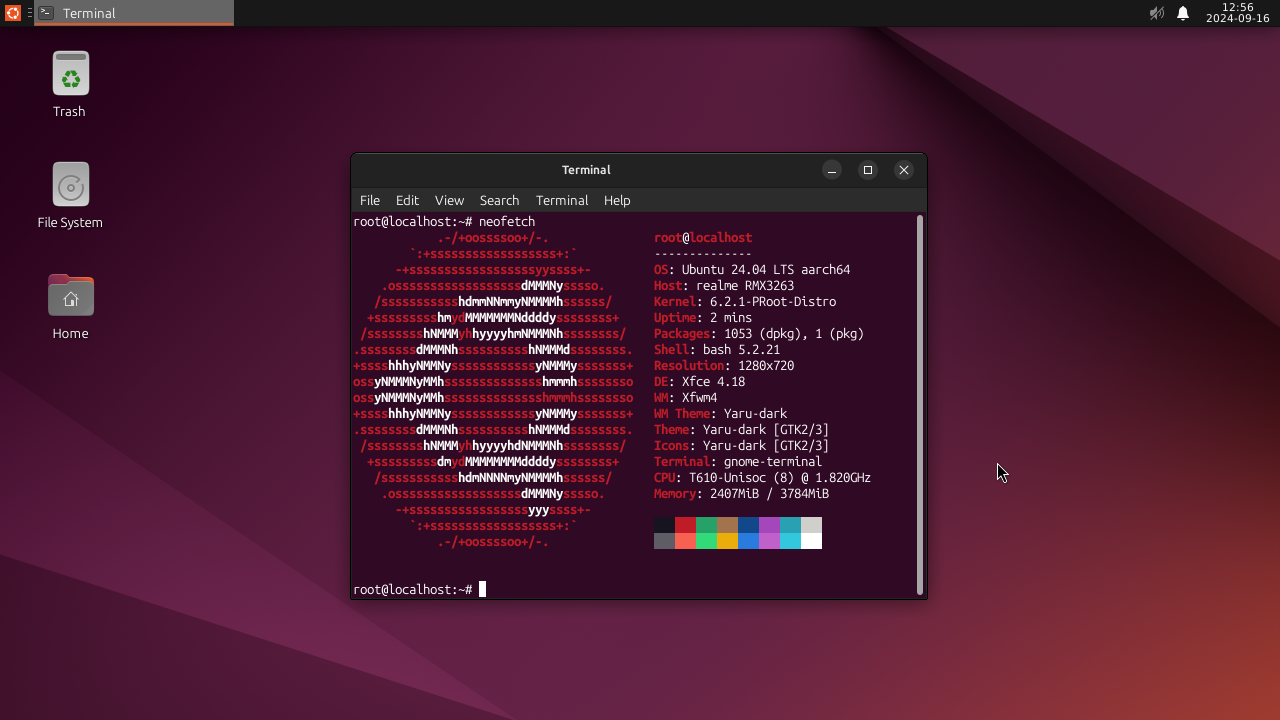 Terminal
12:56
2024-09-16
Trash
File System
Home
Terminal
File Edit View Search Terminal Help
root@localhost:~# neofetch
.-/+oossssoo+/-. root@localhost
`:+ssssssssssssssssss+:` --------------
-+ssssssssssssssssssyyssss+- OS: Ubuntu 24.04 LTS aarch64
.ossssssssssssssssssdMMMNysssso. Host: realme RMX3263
/ssssssssssshdmmNNmmyNMMMMhssssss/ Kernel: 6.2.1-PRoot-Distro
+ssssssssshmydMMMMMMMNddddyssssssss+ Uptime: 2 mins
/sssssssshNMMMyhhyyyyhmNMMMNhssssssss/ Packages: 1053 (dpkg), 1 (pkg)
.ssssssssdMMMNhsssssssssshNMMMdssssssss. Shell: bash 5.2.21
+sssshhhyNMMNyssssssssssssyNMMMysssssss+ Resolution: 1280x720
ossyNMMMNyMMhsssssssssssssshmmmhssssssso DE: Xfce 4.18
ossyNMMMNyMMhsssssssssssssshmmmhssssssso WM: Xfwm4
+sssshhhyNMMNyssssssssssssyNMMMysssssss+ WM Theme: Yaru-dark
.ssssssssdMMMNhsssssssssshNMMMdssssssss. Theme: Yaru-dark [GTK2/3]
/sssssssshNMMMyhhyyyyhdNMMMNhssssssss/ Icons: Yaru-dark [GTK2/3]
+sssssssssdmydMMMMMMMMddddyssssssss+ Terminal: gnome-terminal
/ssssssssssshdmNNNNmyNMMMMhssssss/ CPU: T610-Unisoc (8) @ 1.820GHz
.ossssssssssssssssssdMMMNysssso. Memory: 2407MiB / 3784MiB
-+sssssssssssssssssyyyssss+-
`:+ssssssssssssssssss+:`
.-/+oossssoo+/-.
root@localhost:~#